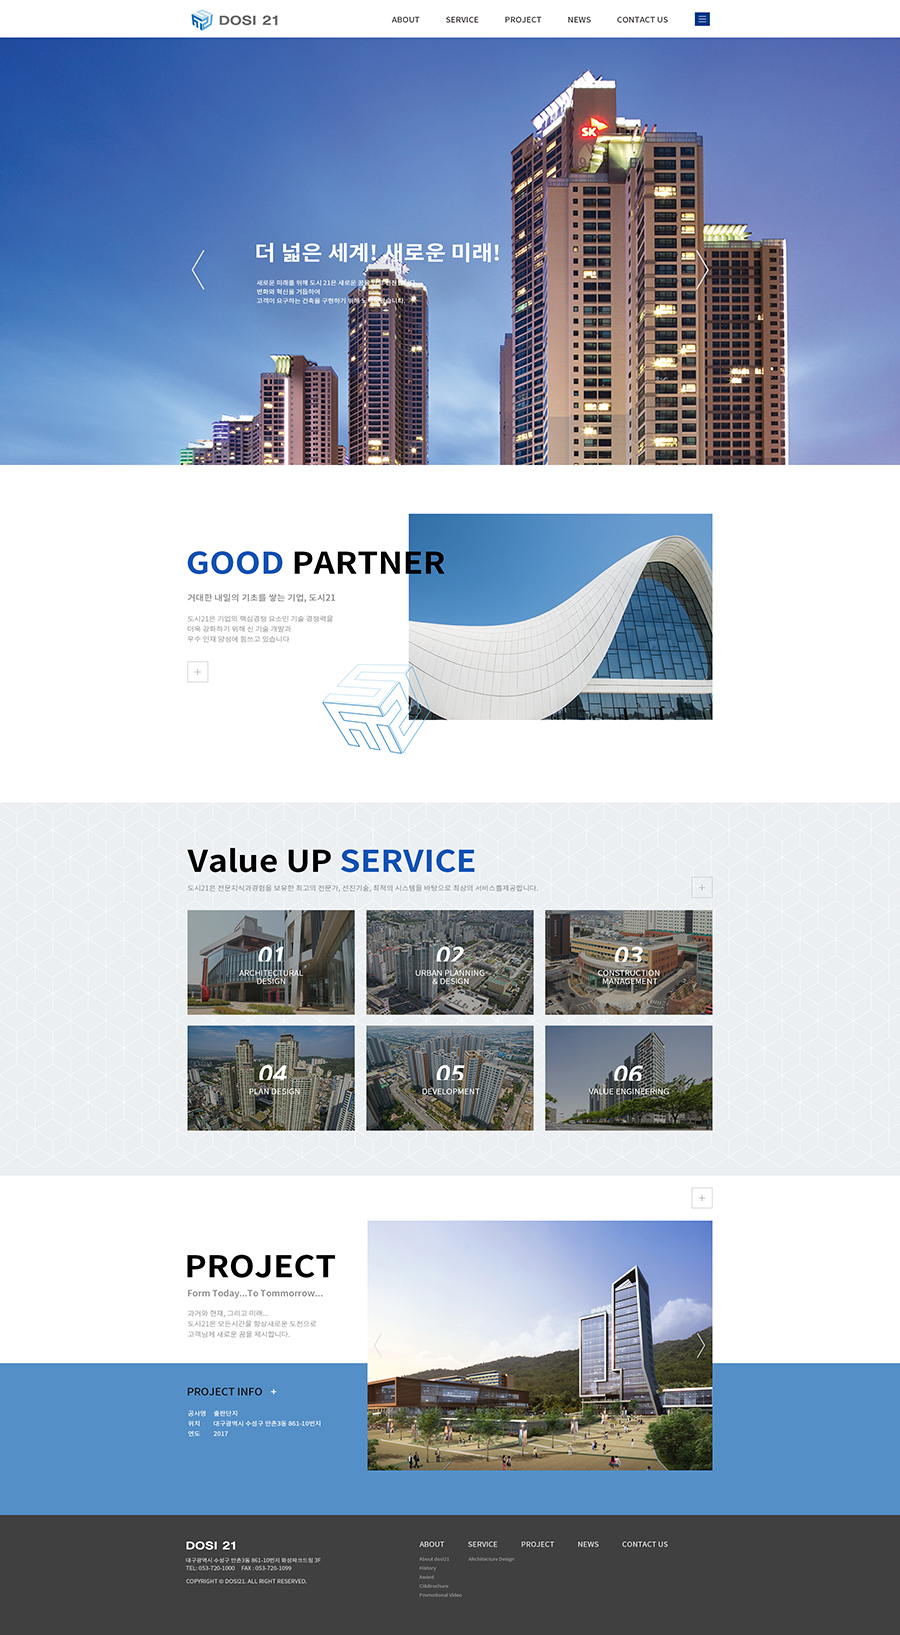 DOSI 21
ABOUT SERVICE PROJECT NEWS CONTACT US
SK
더 넓은 세계! 새로운 미래!
새로운 미래를 위해 도시 21은 새로운 꿈을
변화와 혁신을 거듭하여
고객이 요구하는 건축을 구현하기 위해
GOOD PARTNER
거대한 내일의 기초를 쌓는 기업, 도시21
도시21은 기업의 핵심경쟁 요소인 기술 경쟁력을
더욱 강화하기 위해 신 기술 개발과
우수 인재 양성에 힘쓰고 있습니다
+
Value UP SERVICE
도시21은 전문지식과경험을 보유한 최고의 전문가, 선진기술, 최적의 시스템을 바탕으로 최상의 서비스를제공합니다.
+
01
ARCHITECTURAL
DESIGN
02
URBAN PLANNING
& DESIGN
03
CONSTRUCTION
MANAGEMENT
04
PLAN DESIGN
05
DEVELOPMENT
06
VALUE ENGINEERING
+
PROJECT
Form Today...To Tommorrow...
과거와 현재, 그리고 미래...
도시21은 모든시간을 항상새로운 도전으로
고객님께 새로운 꿈을 제시합니다.
PROJECT INFO +
공사명 출판단지
위치 대구광역시 수성구 만촌3동 861-10번지
연도 2017
DOSI 21
대구광역시 수성구 만촌3동 861-10번지 화성파크드림 3F
TEL: 053-720-1000 FAX : 053-720-1099
COPYRIGHT © DOSI21. ALL RIGHT RESERVED.
ABOUT SERVICE PROJECT NEWS CONTACT US
About dosi21 ARchitecture Design
History
Award
CI&Brochure
Promotional Video